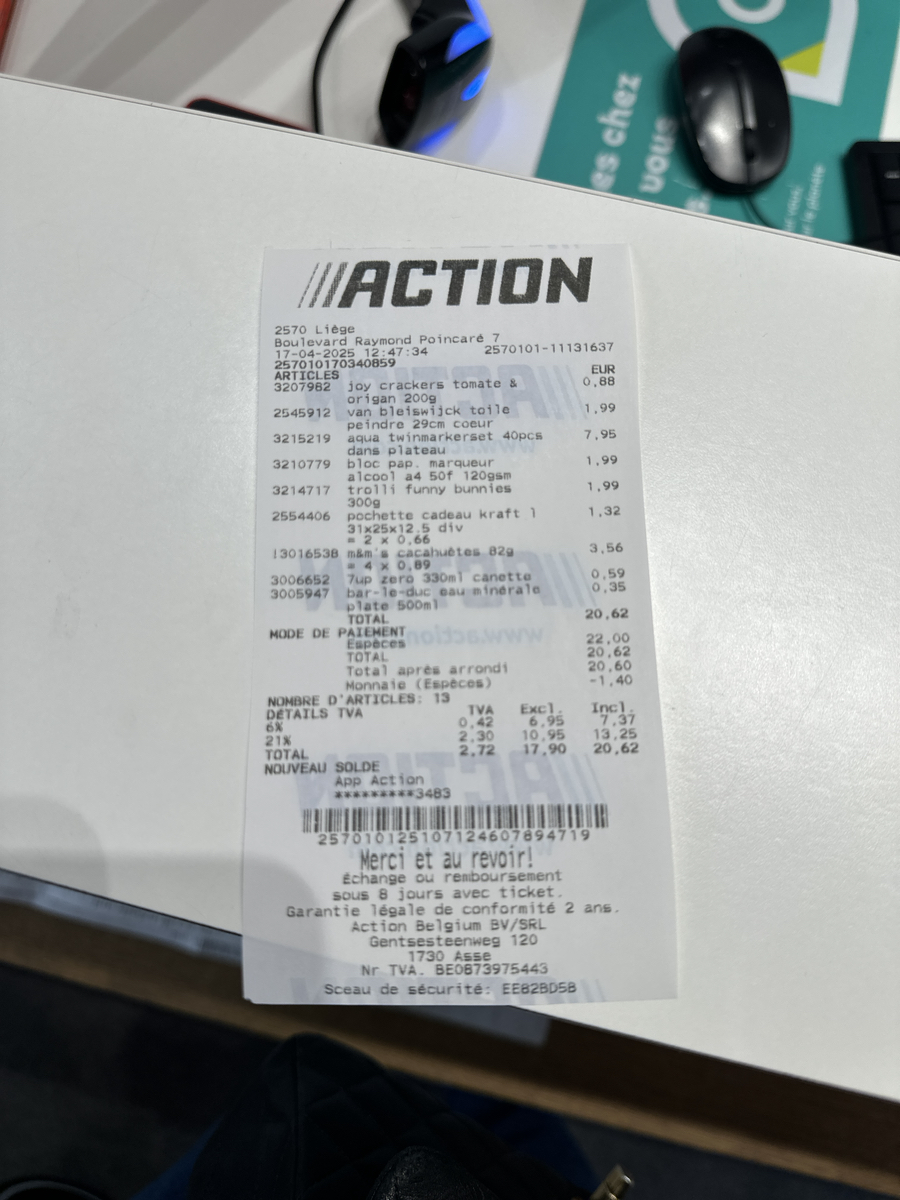 es chez
vous
///ACTION
2570 Liège
Boulevard Raymond Poincaré 7
17-04-2025 12:47:34 2570101-11131637
257010170340859
ARTICLES EUR
3207982 joy crackers tomate & 0,88
origan 200g
2545912 van bleiswijck toile 1,99
peindre 29cm coeur
3215219 aqua twinmarkerset 40pcs 7,95
dans plateau
3210779 bloc pap. marqueur 1,99
alcool a4 50f 120gsm
3214717 trolli funny bunnies 1,99
300g
2554406 pochette cadeau kraft 1 1,32
31x25x12.5 div
= 2 x 0,66
!3016538 m&m's cacahuètes 82g 3,56
= 4 x 0,89
3006652 7up zero 330ml canette 0,59
3005947 bar-le-duc eau minérale 0,35
plate 500ml
TOTAL 20,62
MODE DE PAIEMENT
Espèces 22,00
TOTAL 20,62
Total après arrondi 20,60
Monnaie (Espèces) -1,40
NOMBRE D'ARTICLES: 13
DÉTAILS TVA TVA Excl. Incl.
6% 0,42 6,95 7,37
21% 2,30 10,95 13,25
TOTAL 2,72 17,90 20,62
NOUVEAU SOLDE
App Action
*********3483
257010125107124607894719
Merci et au revoir!
Échange ou remboursement
sous 8 jours avec ticket.
Garantie légale de conformité 2 ans.
Action Belgium BV/SRL
Gentsesteenweg 120
1730 Asse
Nr TVA. BE0873975443
Sceau de sécurité: EE82BD5B